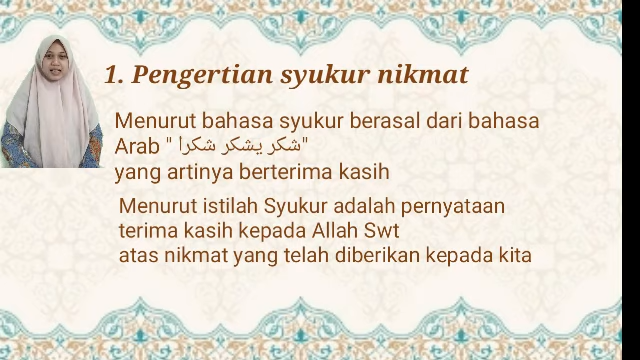 1. Pengertian syukur nikmat
Menurut bahasa syukur berasal dari bahasa
Arab " شكر يشكر شكرا"
yang artinya berterima kasih
Menurut istilah Syukur adalah pernyataan
terima kasih kepada Allah Swt
atas nikmat yang telah diberikan kepada kita